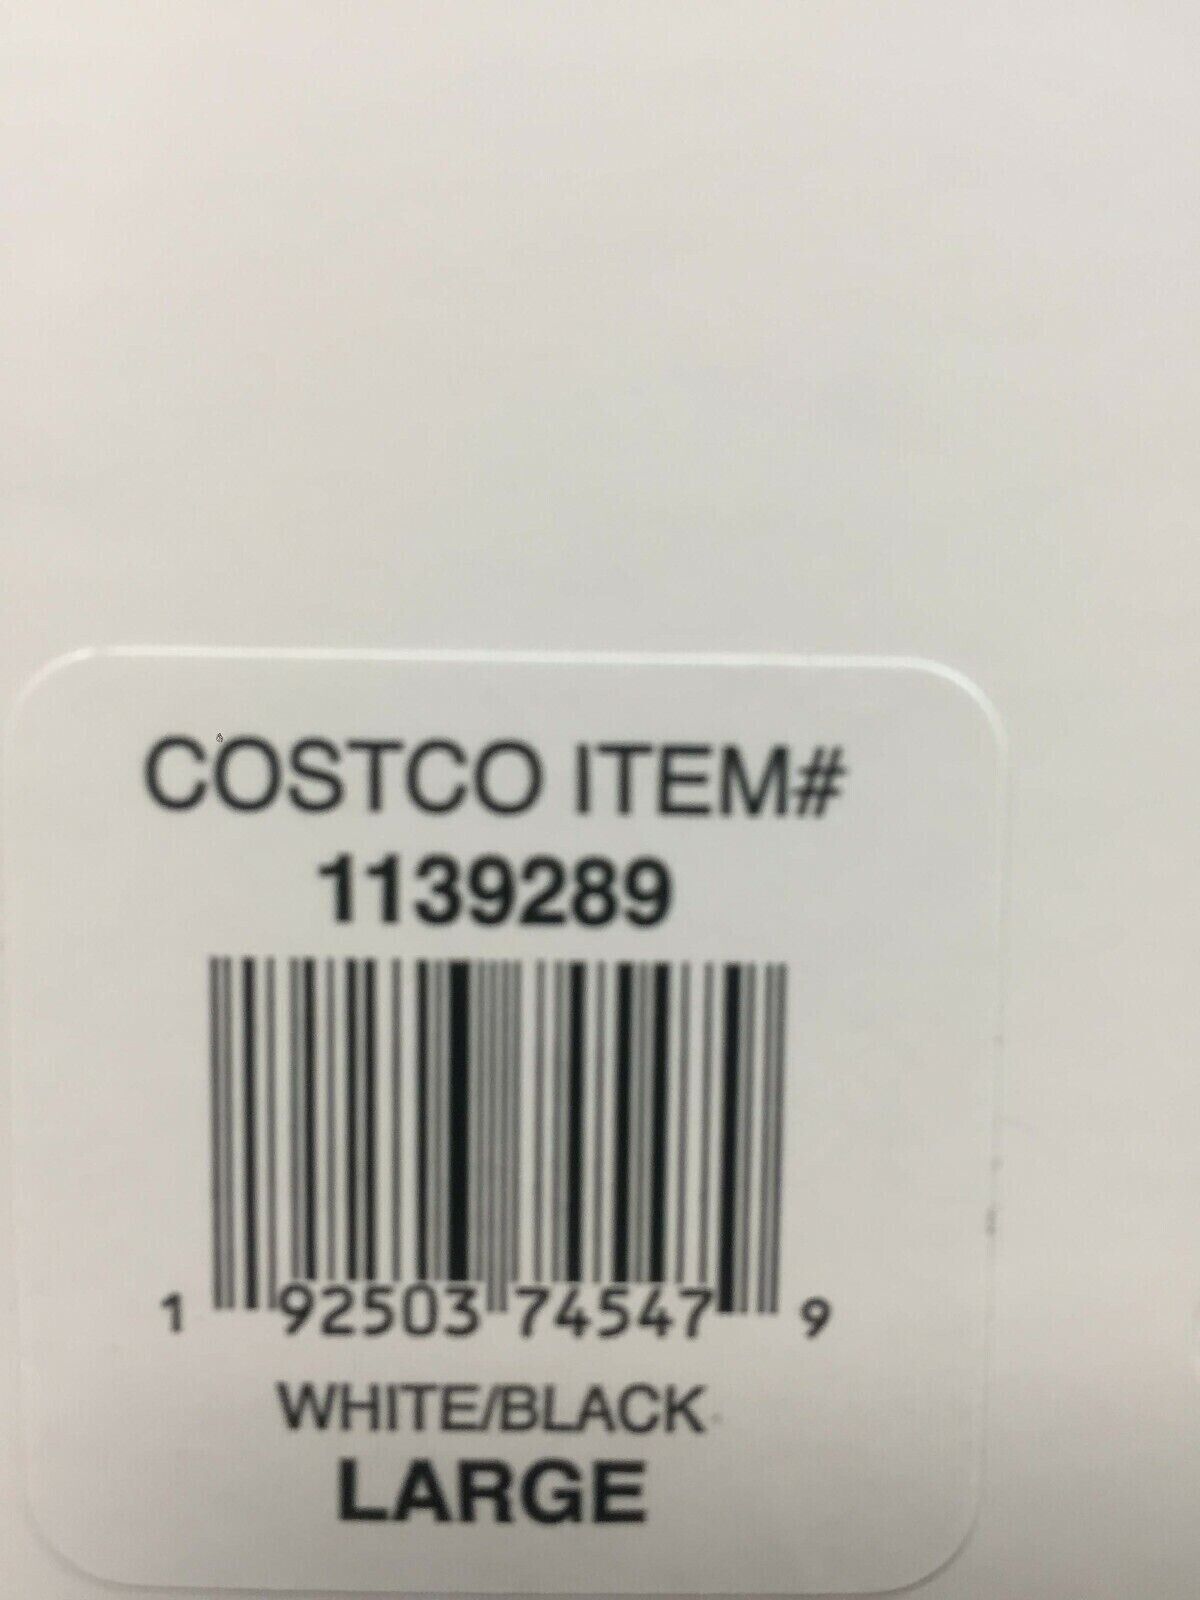 COSTCO ITEM#
1139289
1 92503 74547 9
WHITE/BLACK
LARGE